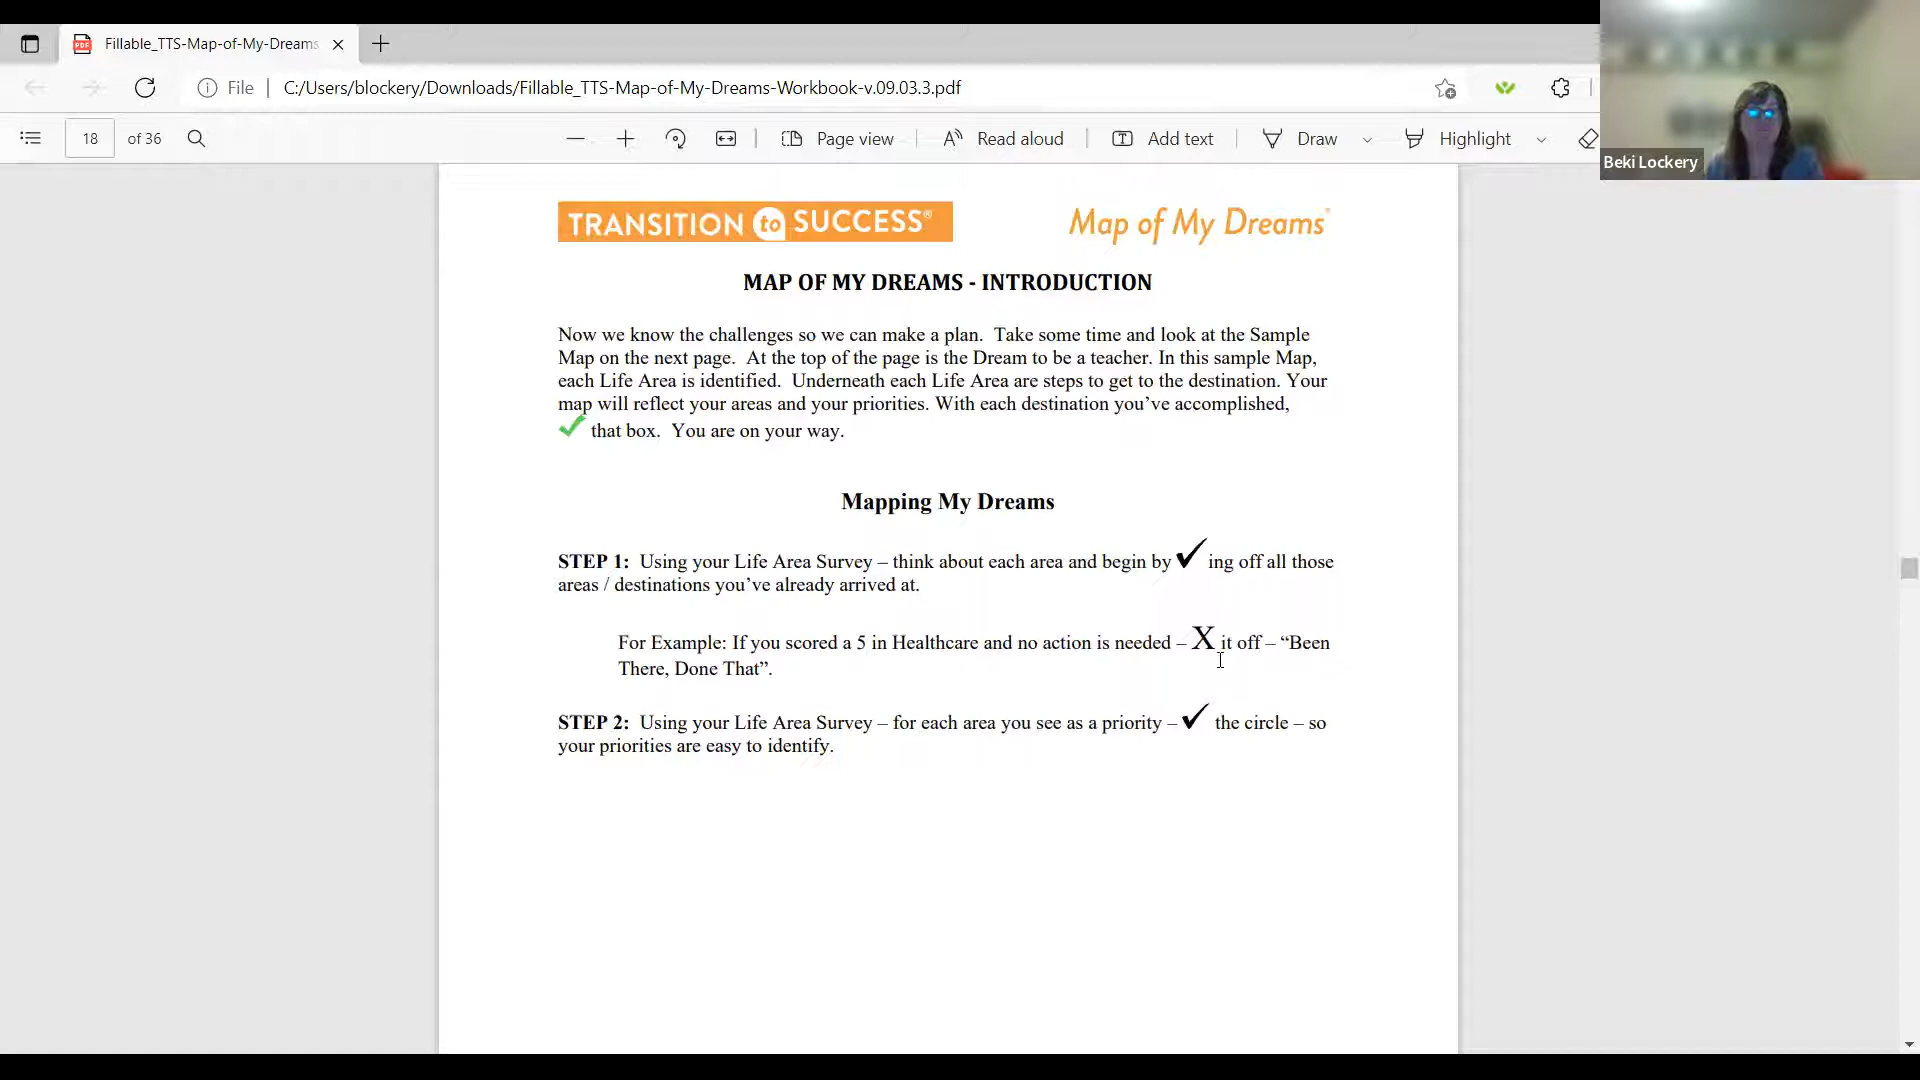 Fillable_TTS-Map-of-My-Dreams
File
C:/Users/blockery/Downloads/Fillable_TTS-Map-of-My-Dreams-Workbook-v.09.03.3.pdf
18 of 36
Page view
Read aloud
Add text
Draw
Highlight
Beki Lockery
TRANSITION to SUCCESS®
Map of My Dreams
MAP OF MY DREAMS - INTRODUCTION
Now we know the challenges so we can make a plan.  Take some time and look at the Sample
Map on the next page.  At the top of the page is the Dream to be a teacher. In this sample Map,
each Life Area is identified.  Underneath each Life Area are steps to get to the destination. Your
map will reflect your areas and your priorities. With each destination you’ve accomplished,
✓ that box.  You are on your way.
Mapping My Dreams
STEP 1:  Using your Life Area Survey – think about each area and begin by ✓ ing off all those
areas / destinations you’ve already arrived at.
For Example: If you scored a 5 in Healthcare and no action is needed – X it off – “Been
There, Done That”.
STEP 2:  Using your Life Area Survey – for each area you see as a priority – ✓ the circle – so
your priorities are easy to identify.